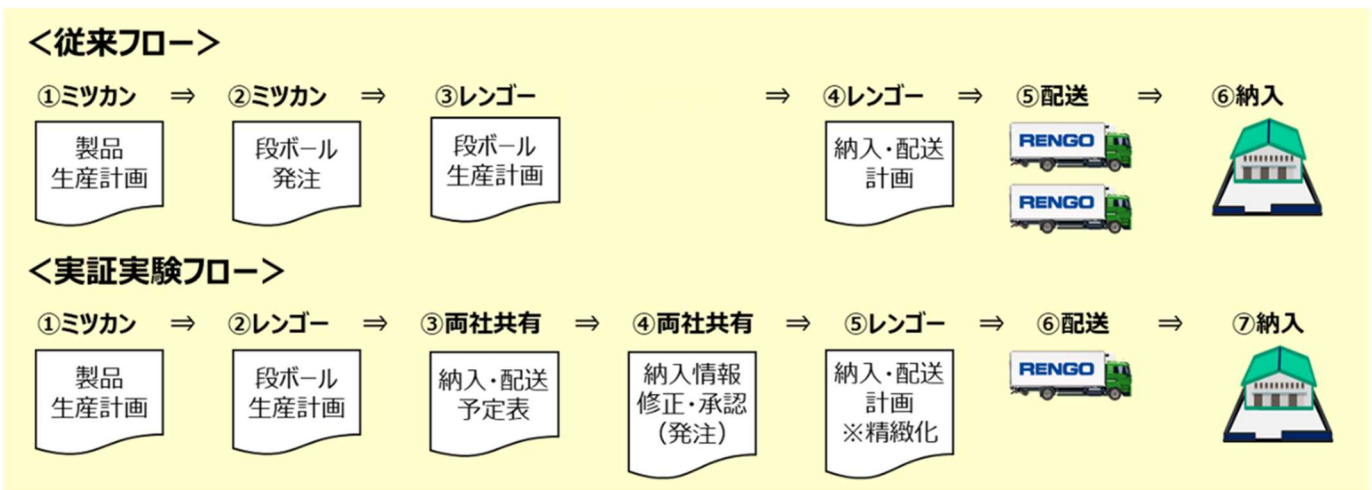 ＜従来フロー＞
①ミツカン ⇒ ②ミツカン ⇒ ③レンゴー ⇒ ④レンゴー ⇒ ⑤配送 ⇒ ⑥納入
製品
生産計画
段ボール
発注
段ボール
生産計画
納入・配送
計画
RENGO
RENGO
＜実証実験フロー＞
①ミツカン ⇒ ②レンゴー ⇒ ③両社共有 ⇒ ④両社共有 ⇒ ⑤レンゴー ⇒ ⑥配送 ⇒ ⑦納入
製品
生産計画
段ボール
生産計画
納入・配送
予定表
納入情報
修正・承認
（発注）
納入・配送
計画
※精緻化
RENGO